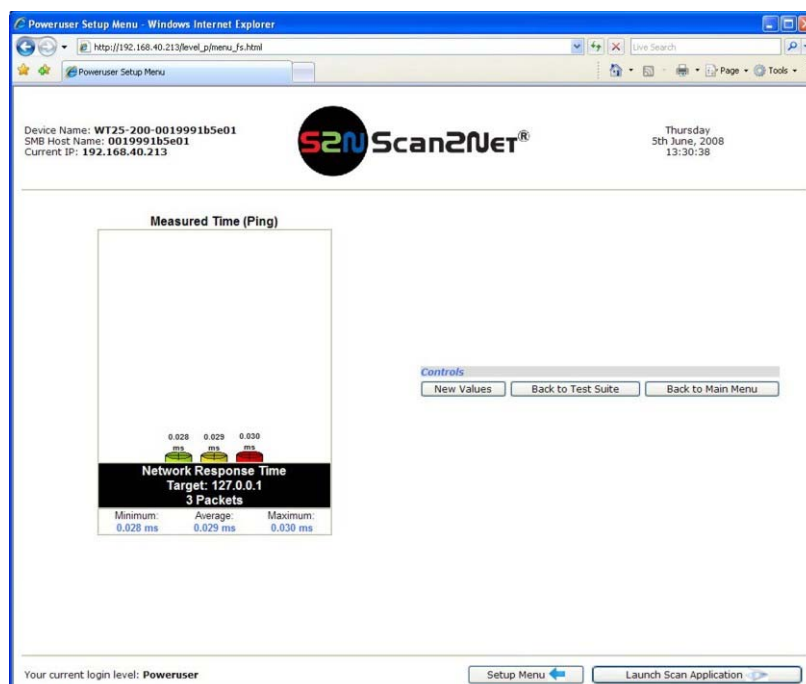 Poweruser Setup Menu - Windows Internet Explorer
http://192.168.40.213/level_p/menu_fs.html
Live Search
Poweruser Setup Menu
Page
Tools
Device Name: WT25-200-0019991b5e01
SMB Host Name: 0019991b5e01
Current IP: 192.168.40.213
S2N Scan2Net®
Thursday
5th June, 2008
13:30:38
Measured Time (Ping)
0.028 ms
0.029 ms
0.030 ms
Network Response Time
Target: 127.0.0.1
3 Packets
Minimum: Average: Maximum:
0.028 ms 0.029 ms 0.030 ms
Controls
New Values Back to Test Suite Back to Main Menu
Your current login level: Poweruser
Setup Menu Launch Scan Application